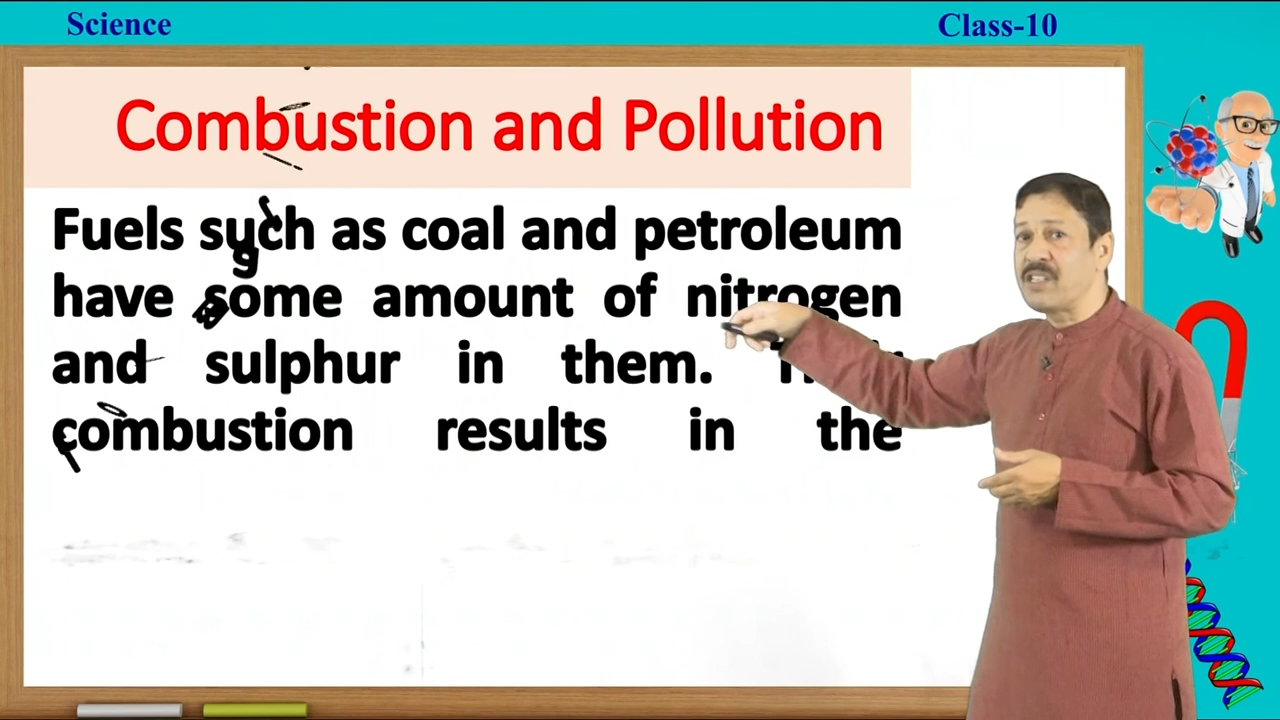 Science
Class-10
Combustion and Pollution
Fuels such as coal and petroleum
have some amount of nitrogen
and sulphur in them.
combustion results in the